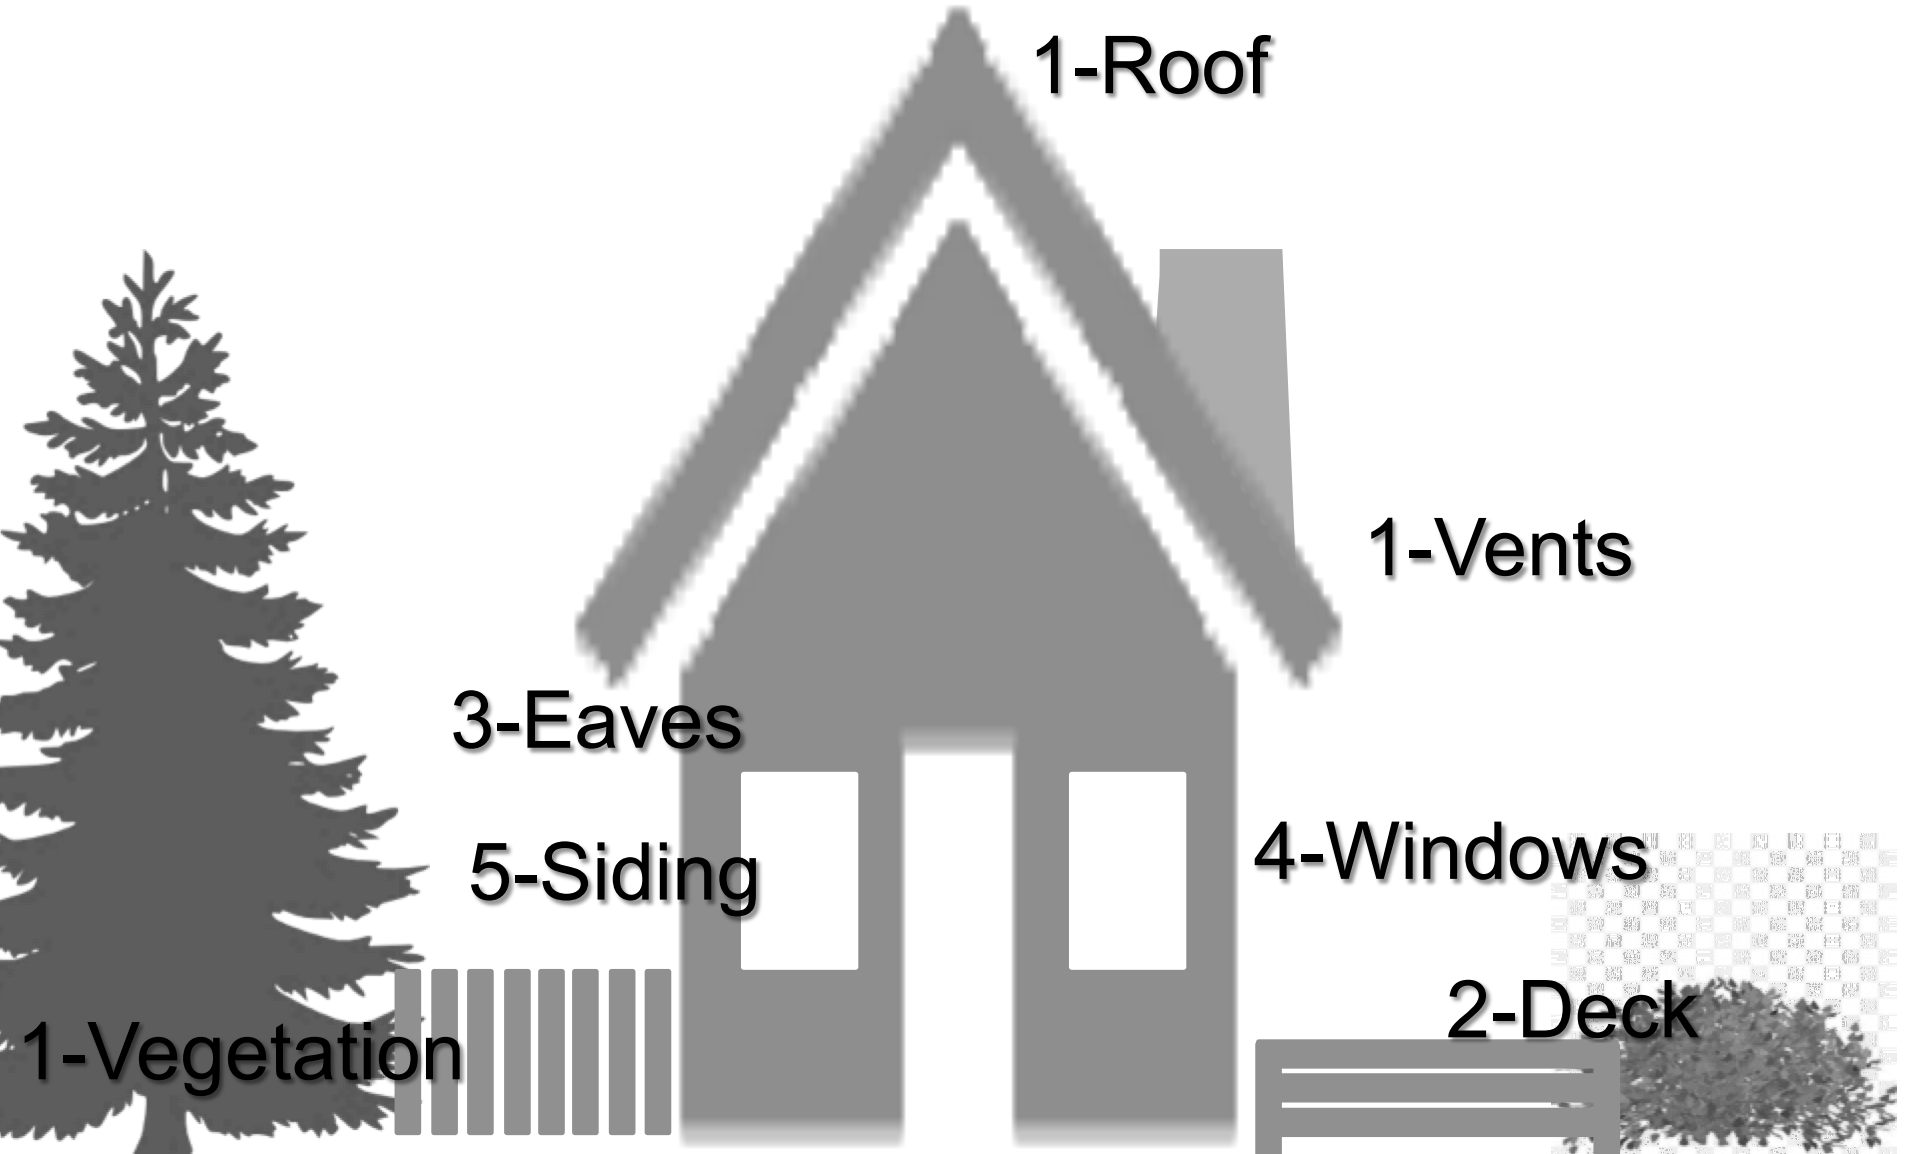 1-Roof
1-Vents
3-Eaves
4-Windows
5-Siding
2-Deck
1-Vegetation